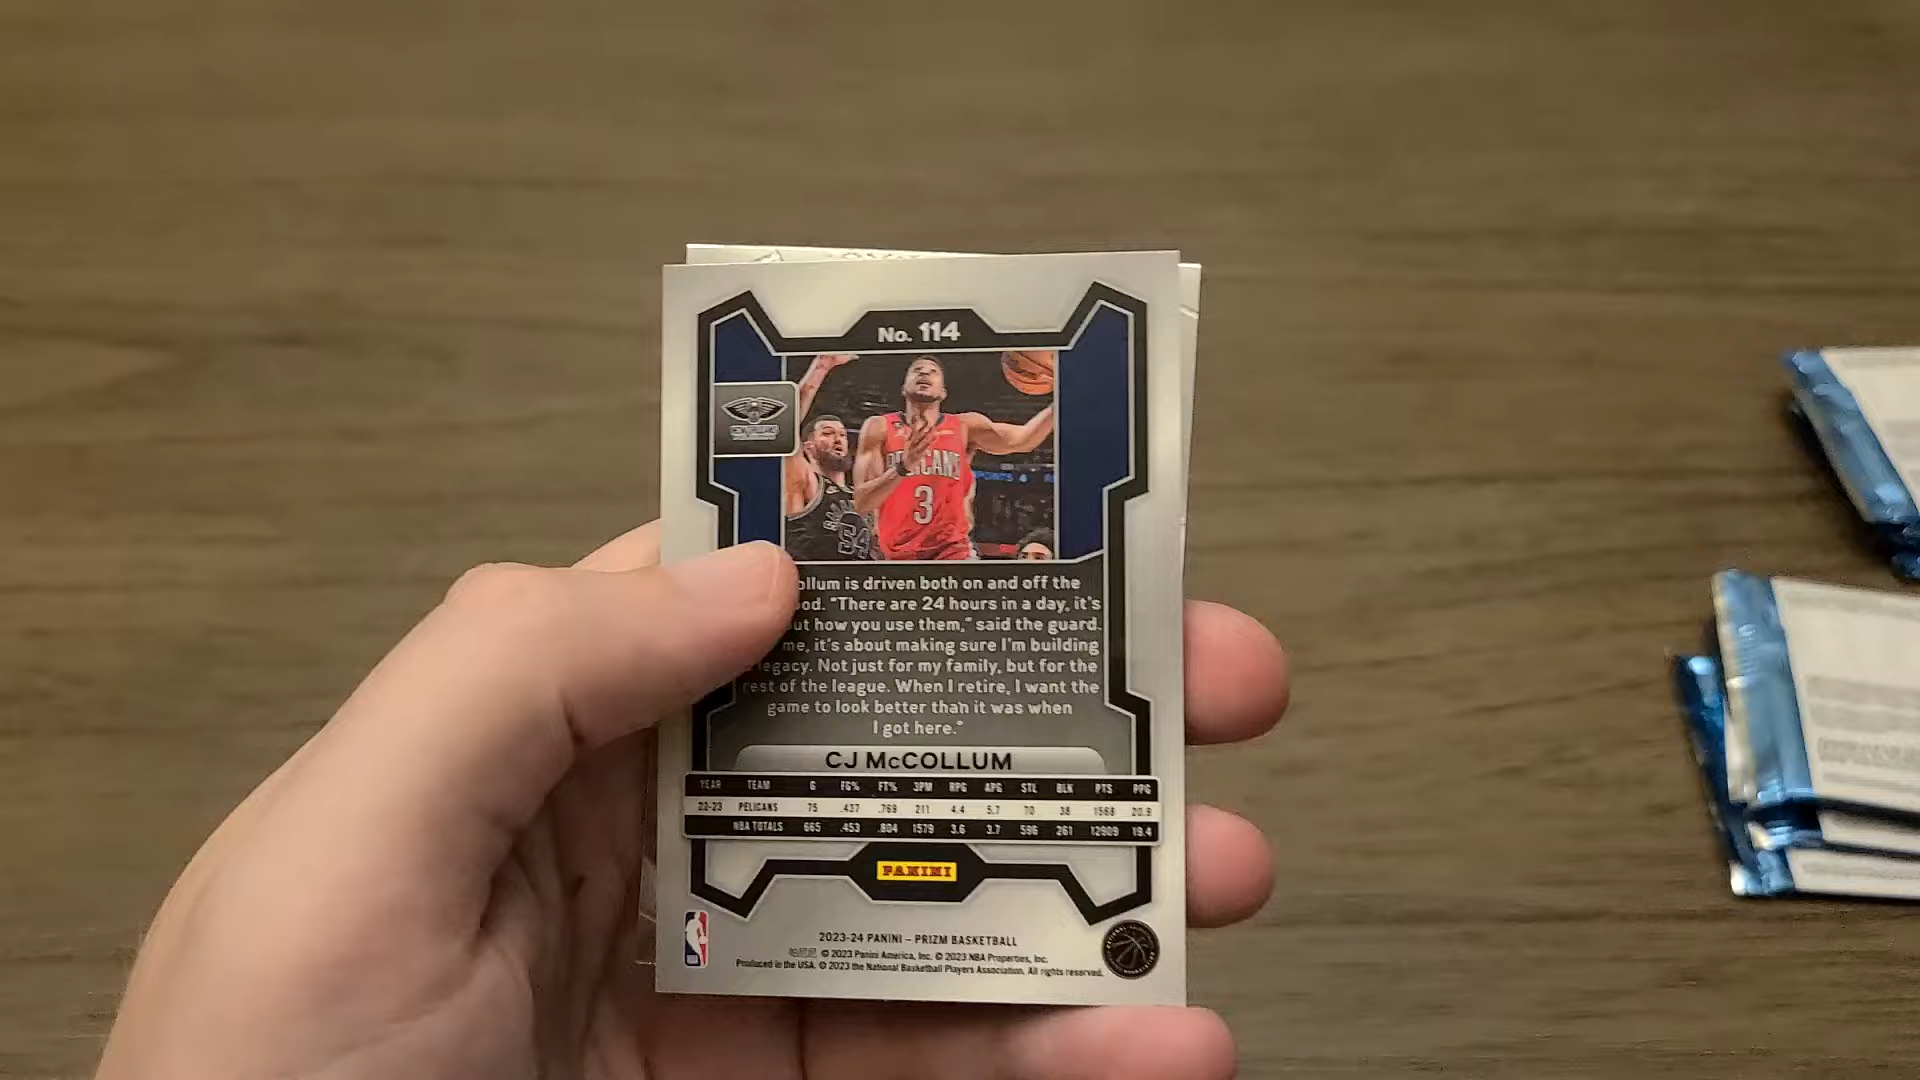 No. 114
PELICANS
3
54
is driven both on and off the
"There are 24 hours in a day, it's
how you use them," said the guard.
me, it's about making sure I'm building
legacy. Not just for my family, but for the
rest of the league. When I retire, I want the
game to look better than it was when
I got here."
CJ McCOLLUM
YEAR TEAM G FG% FT% 3PM RPG APG STL BLK PTS PPG
22-23 PELICANS 75 .437 .769 211 4.4 5.7 70 38 1568 20.9
NBA TOTALS 665 .453 .804 1579 3.6 3.7 596 261 12909 19.4
PANINI
2023-24 PANINI – PRIZM BASKETBALL
© 2023 Panini America, Inc. © 2023 NBA Properties, Inc.
Produced in the USA. © 2023 the National Basketball Players Association. All rights reserved.